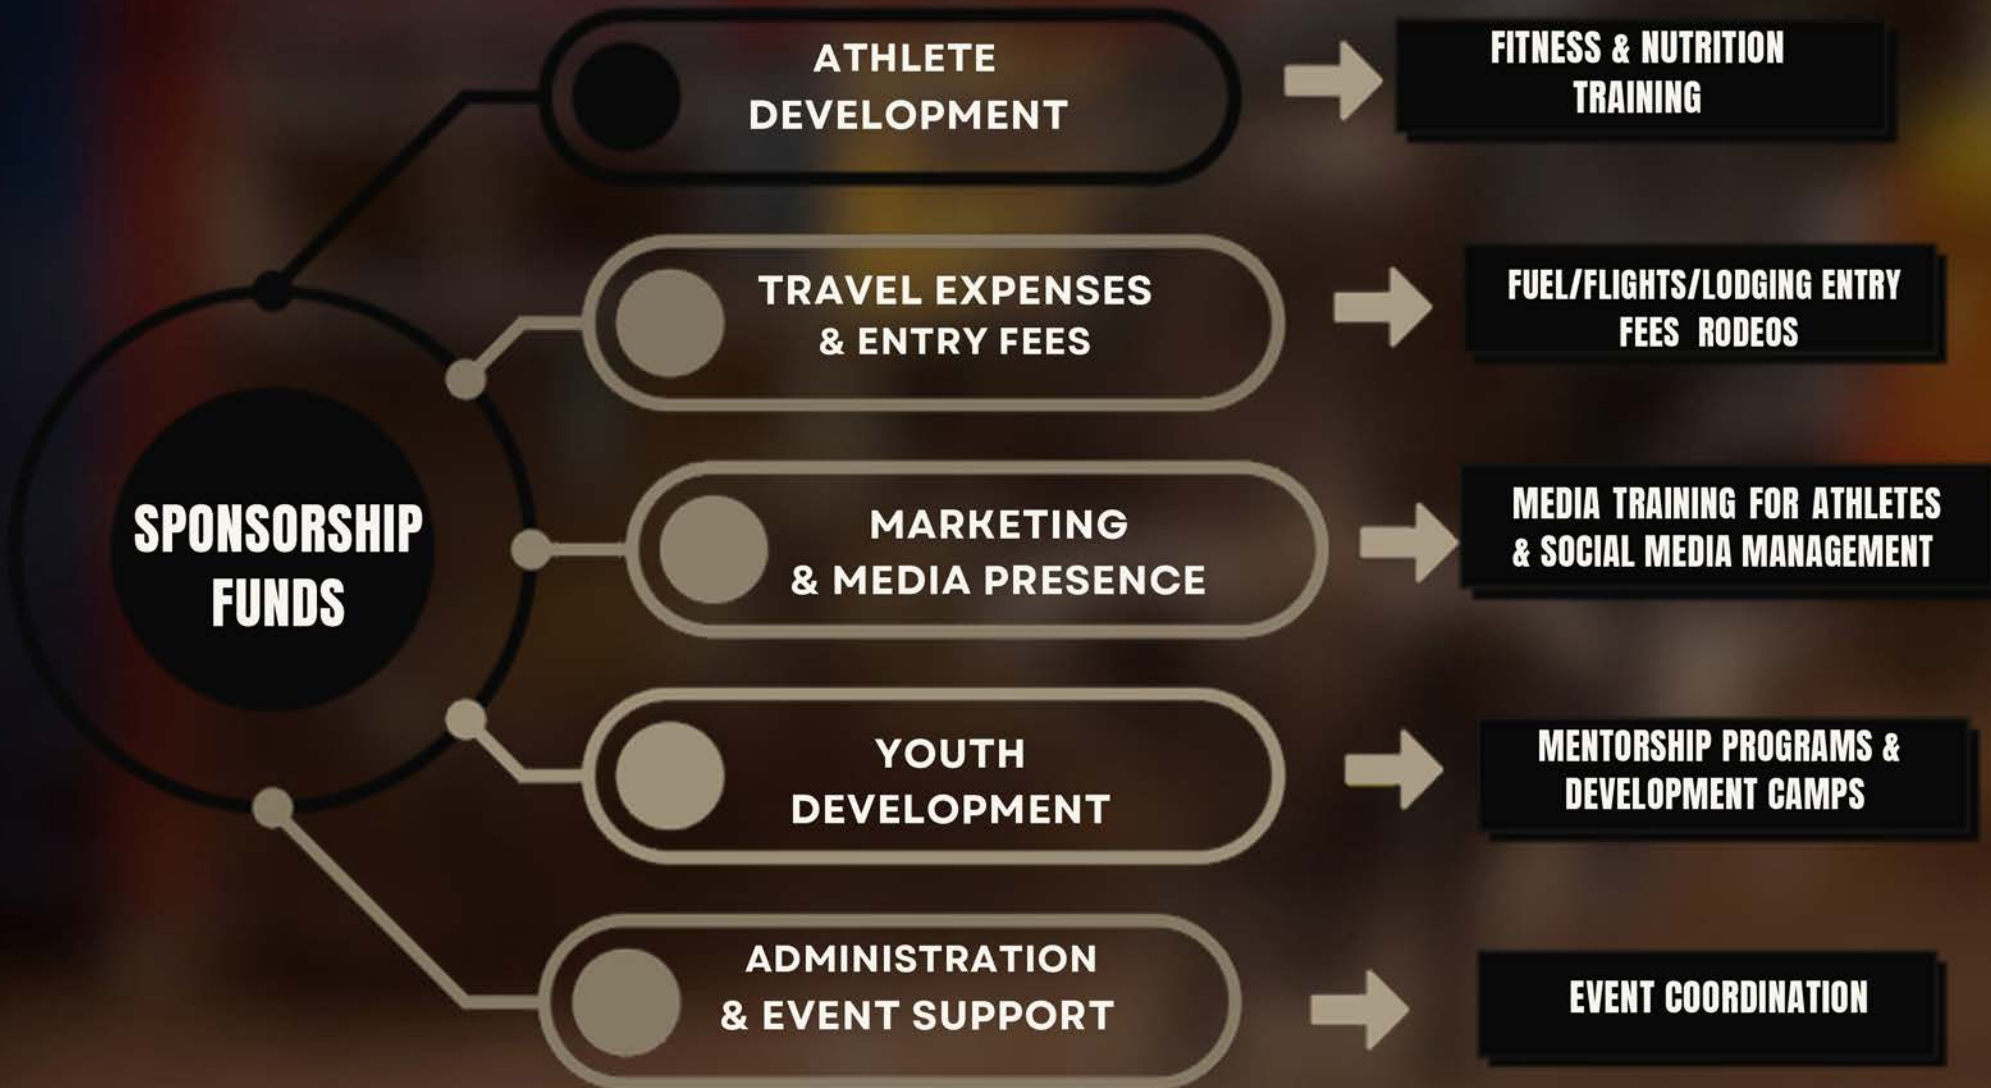 SPONSORSHIP
FUNDS
ATHLETE
DEVELOPMENT
FITNESS & NUTRITION
TRAINING
TRAVEL EXPENSES
& ENTRY FEES
FUEL/FLIGHTS/LODGING ENTRY
FEES RODEOS
MARKETING
& MEDIA PRESENCE
MEDIA TRAINING FOR ATHLETES
& SOCIAL MEDIA MANAGEMENT
YOUTH
DEVELOPMENT
MENTORSHIP PROGRAMS &
DEVELOPMENT CAMPS
ADMINISTRATION
& EVENT SUPPORT
EVENT COORDINATION